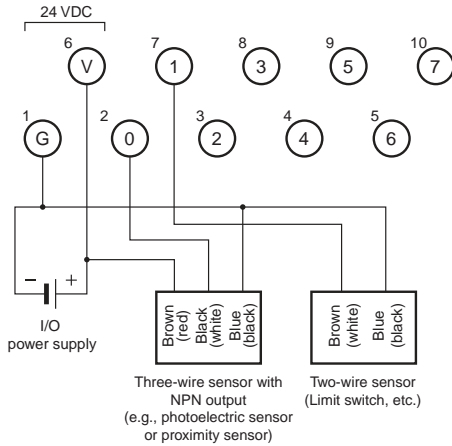 24 VDC
6 V
7 1
8 3
9 5
10 7
1 G
2 0
3 2
4 4
5 6
− +
I/O
power supply
Brown
(red)
Black
(white)
Blue
(black)
Brown
(white)
Blue
(black)
Three-wire sensor with
NPN output
(e.g., photoelectric sensor
or proximity sensor)
Two-wire sensor
(Limit switch, etc.)